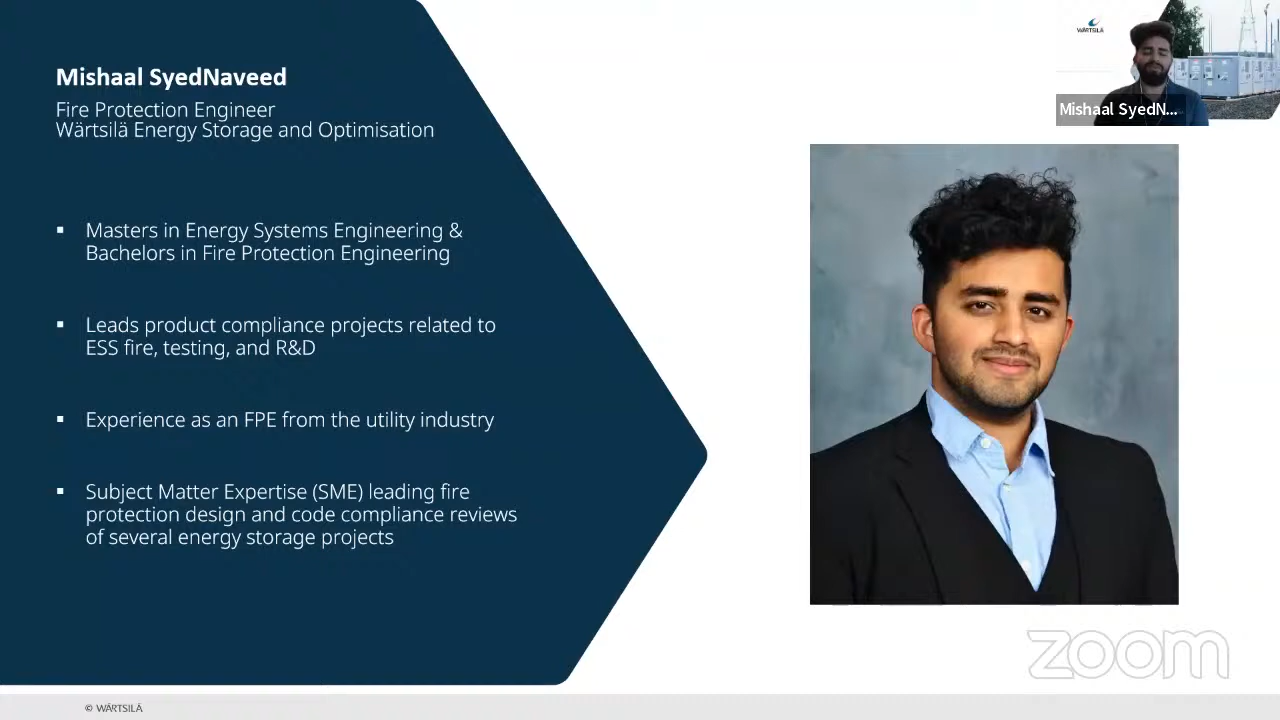 Mishaal SyedNaveed
Fire Protection Engineer
Wärtsilä Energy Storage and Optimisation
▪ Masters in Energy Systems Engineering &
Bachelors in Fire Protection Engineering
▪ Leads product compliance projects related to
ESS fire, testing, and R&D
▪ Experience as an FPE from the utility industry
▪ Subject Matter Expertise (SME) leading fire
protection design and code compliance reviews
of several energy storage projects
WÄRTSILÄ
Mishaal SyedN...
zoom
© WÄRTSILÄ